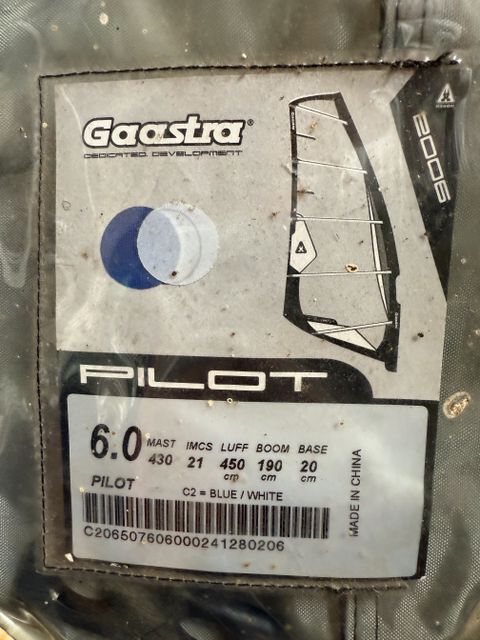 Gaastra®
DEDICATED. DEVELOPMENT
2006
PILOT
6.0
MAST IMCS LUFF BOOM BASE
430 21 450 190 20
cm cm cm
PILOT
C2 = BLUE / WHITE
C206507606000241280206
MADE IN CHINA